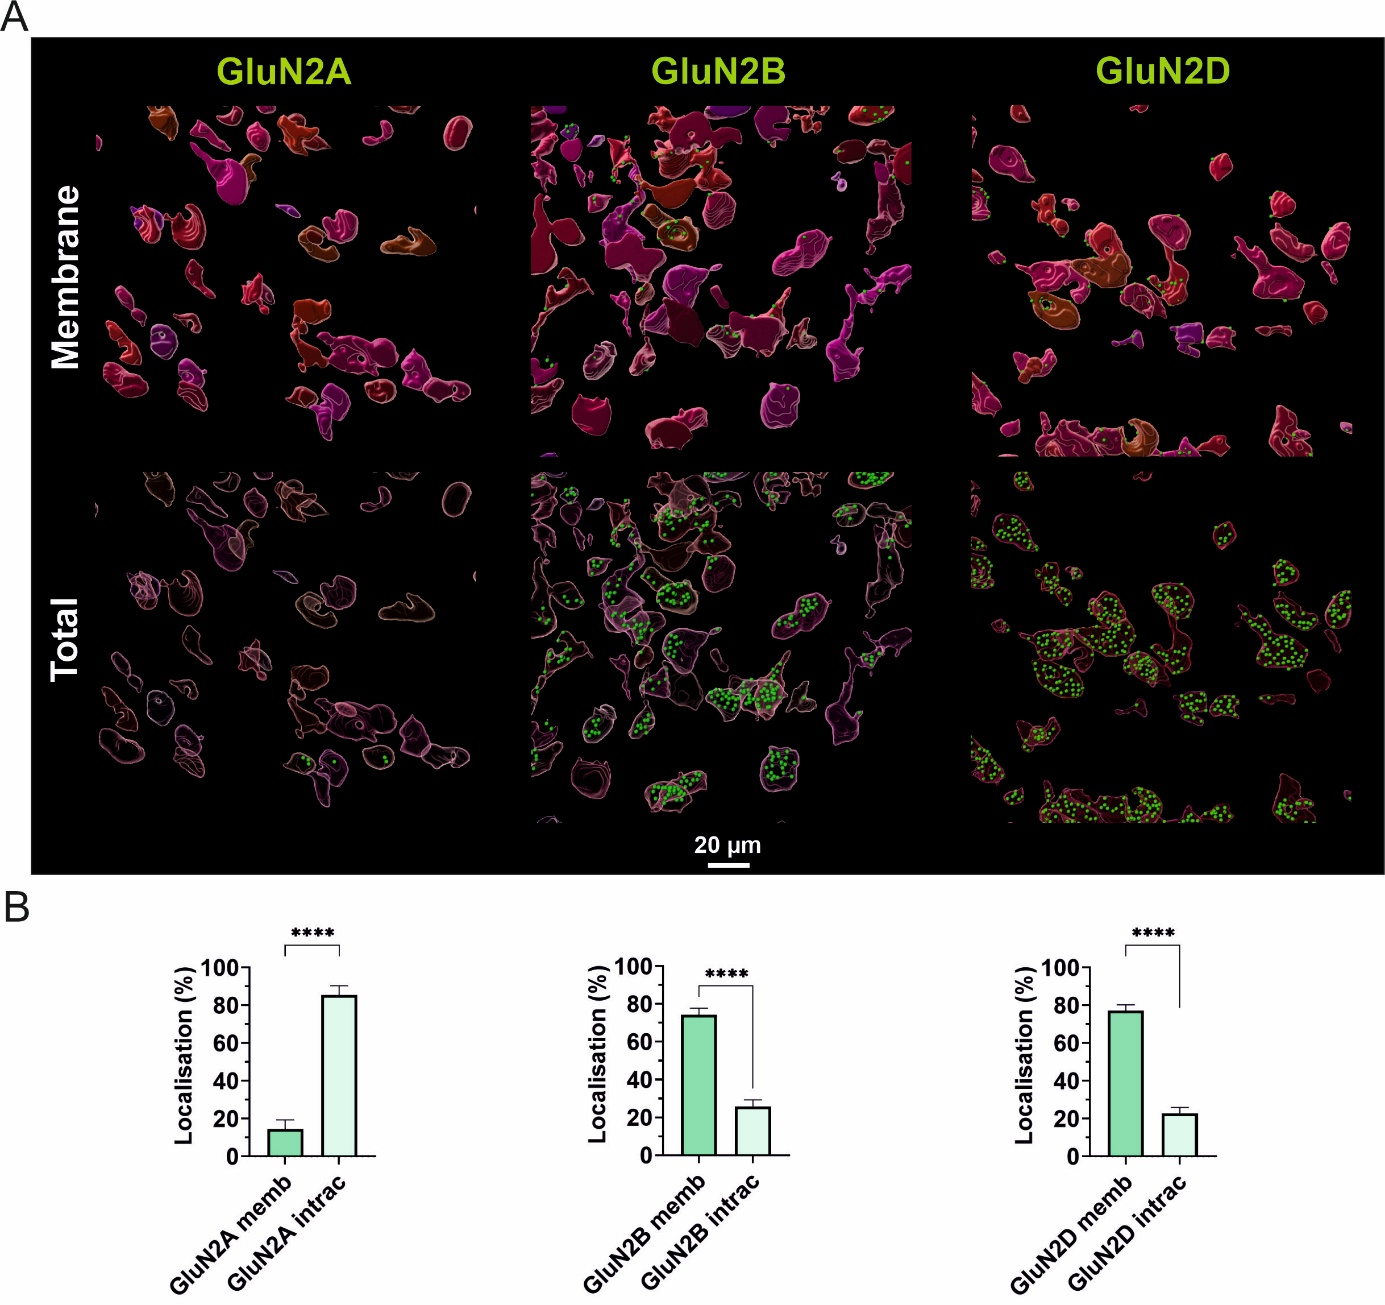 A
GluN2A GluN2B GluN2D
Membrane
Total
20 µm
B
**** **** ****
Localisation (%)
100
80
60
40
20
0
GluN2A memb
GluN2A intrac
Localisation (%)
100
80
60
40
20
0
GluN2B memb
GluN2B intrac
Localisation (%)
100
80
60
40
20
0
GluN2D memb
GluN2D intrac